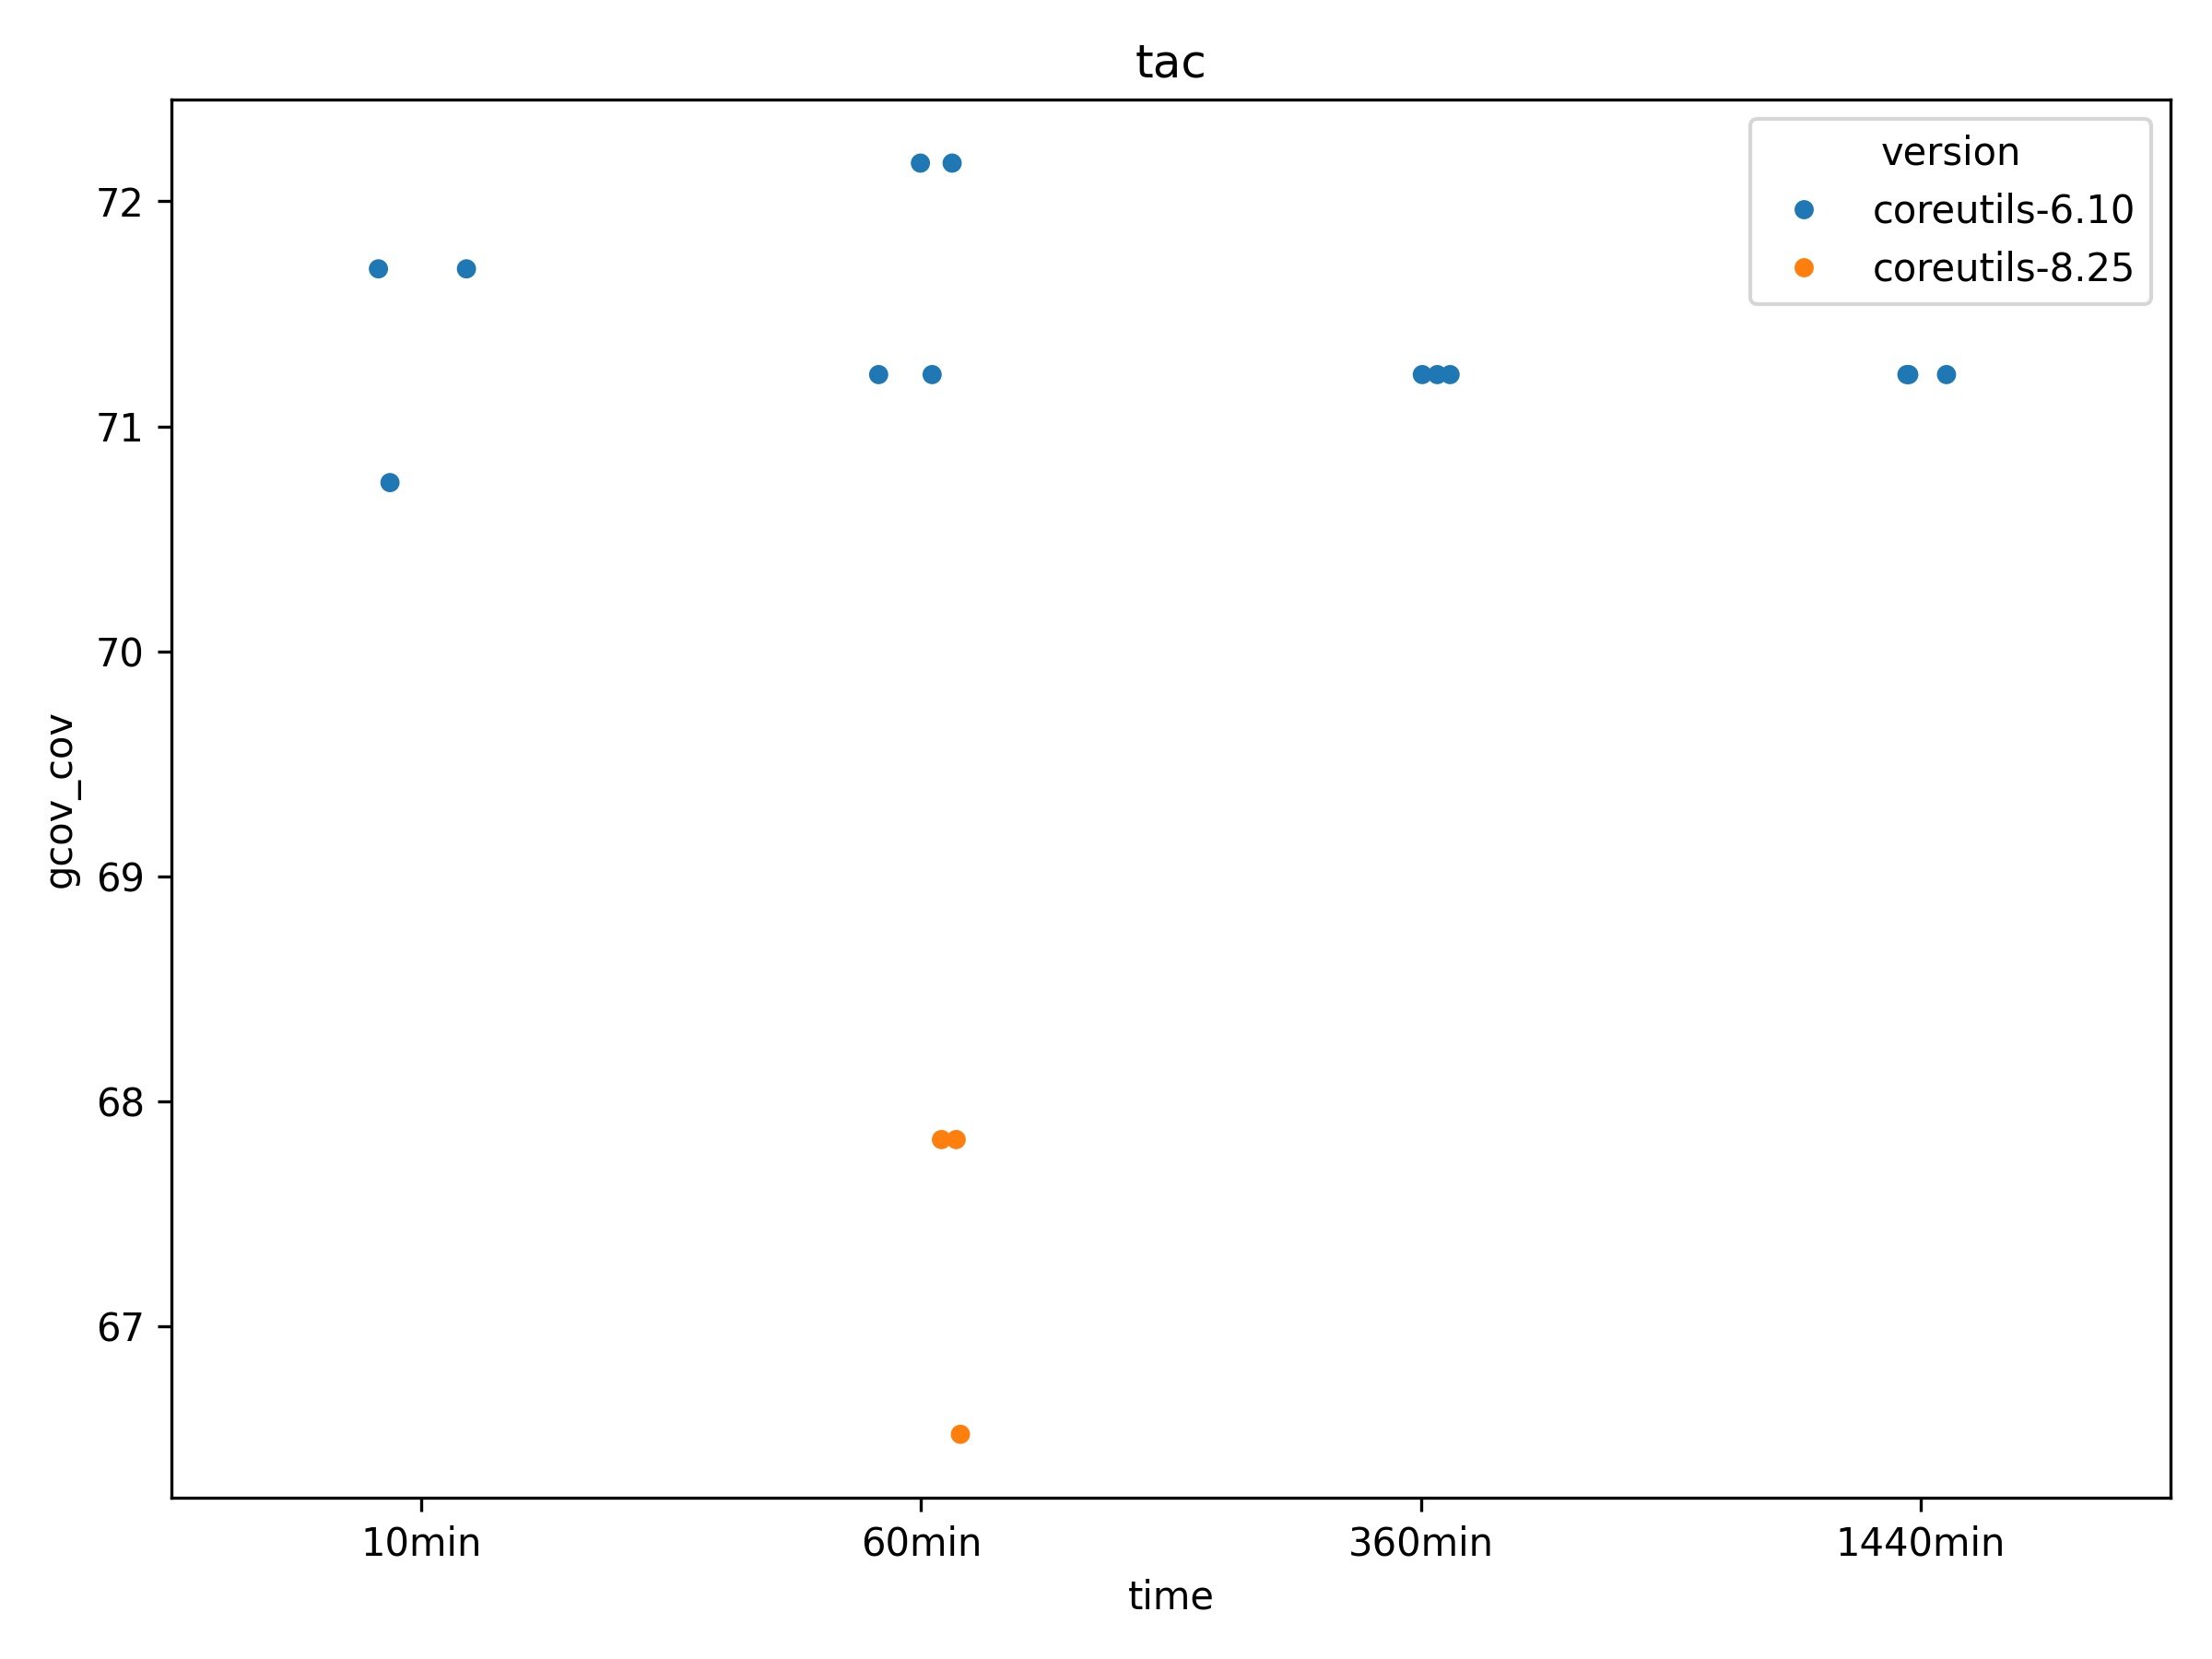 tac
version
coreutils-6.10
coreutils-8.25
gcov_cov
72
71
70
69
68
67
10min
60min
360min
1440min
time